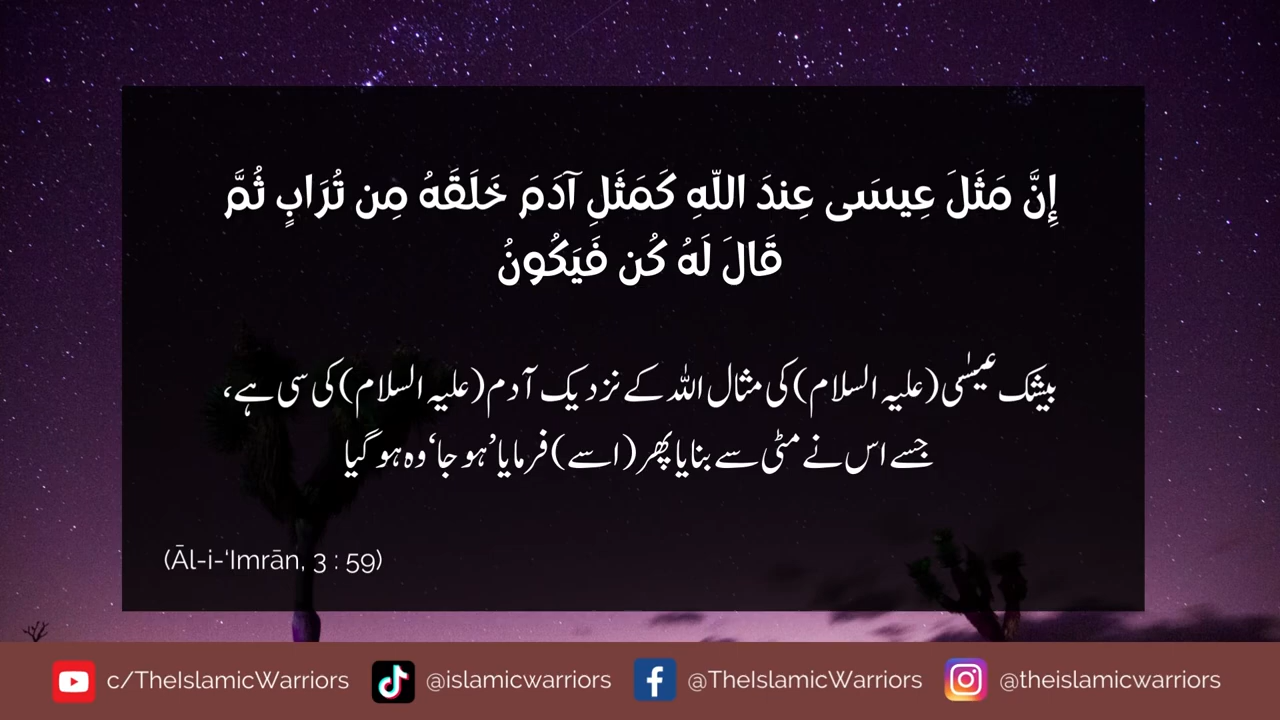 إِنَّ مَثَلَ عِيسَى عِندَ اللّهِ كَمَثَلِ آدَمَ خَلَقَهُ مِن تُرَابٍ ثُمَّ
قَالَ لَهُ كُن فَيَكُونُ
بیشک عیسٰی (علیہ السلام) کی مثال اللہ کے نزدیک آدم (علیہ السلام) کی سی ہے،
جسے اس نے مٹی سے بنایا پھر (اسے) فرمایا ’ہو جا‘ وہ ہو گیا
(Āl-i-‘Imrān, 3 : 59)
c/TheIslamicWarriors @islamicwarriors @TheIslamicWarriors @theislamicwarriors